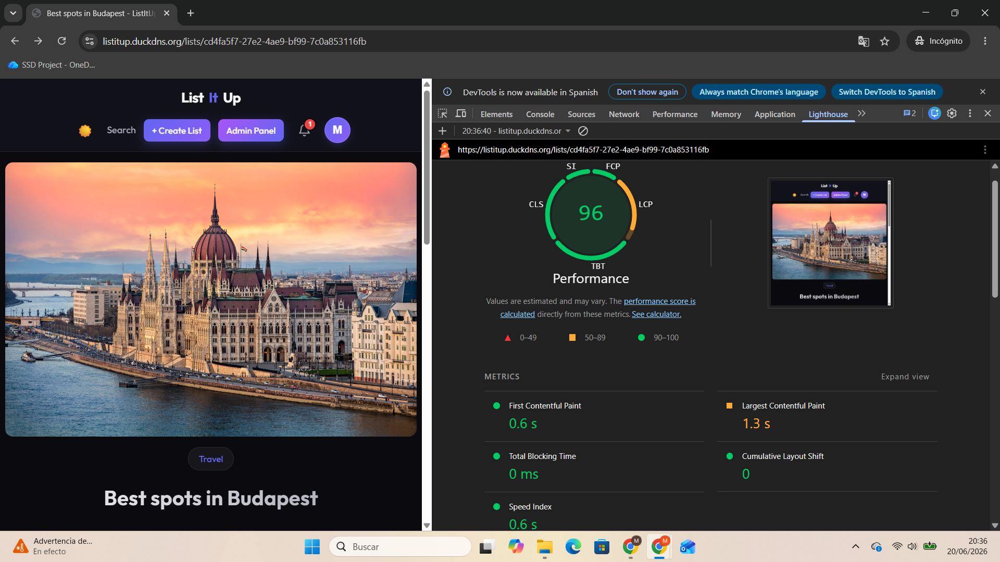 Best spots in Budapest - ListItUp
listitup.duckdns.org/lists/cd4fa5f7-27e2-4ae9-bf99-7c0a853116fb
Incógnito
SSD Project - OneD...
List It Up
Search
+ Create List
Admin Panel
1
M
Travel
Best spots in Budapest
DevTools is now available in Spanish
Don't show again
Always match Chrome's language
Switch DevTools to Spanish
Elements
Console
Sources
Network
Performance
Memory
Application
Lighthouse
2
20:36:40 - listitup.duckdns.or
https://listitup.duckdns.org/lists/cd4fa5f7-27e2-4ae9-bf99-7c0a853116fb
SI
FCP
CLS
LCP
96
TBT
Performance
Values are estimated and may vary. The performance score is
calculated directly from these metrics. See calculator.
0–49
50–89
90–100
List It Up
Search
+ Create List
Admin Panel
M
Travel
Best spots in Budapest
METRICS
Expand view
First Contentful Paint
0.6 s
Largest Contentful Paint
1.3 s
Total Blocking Time
0 ms
Cumulative Layout Shift
0
Speed Index
0.6 s
Advertencia de...
En efecto
Buscar
M
M
20:36
20/06/2026